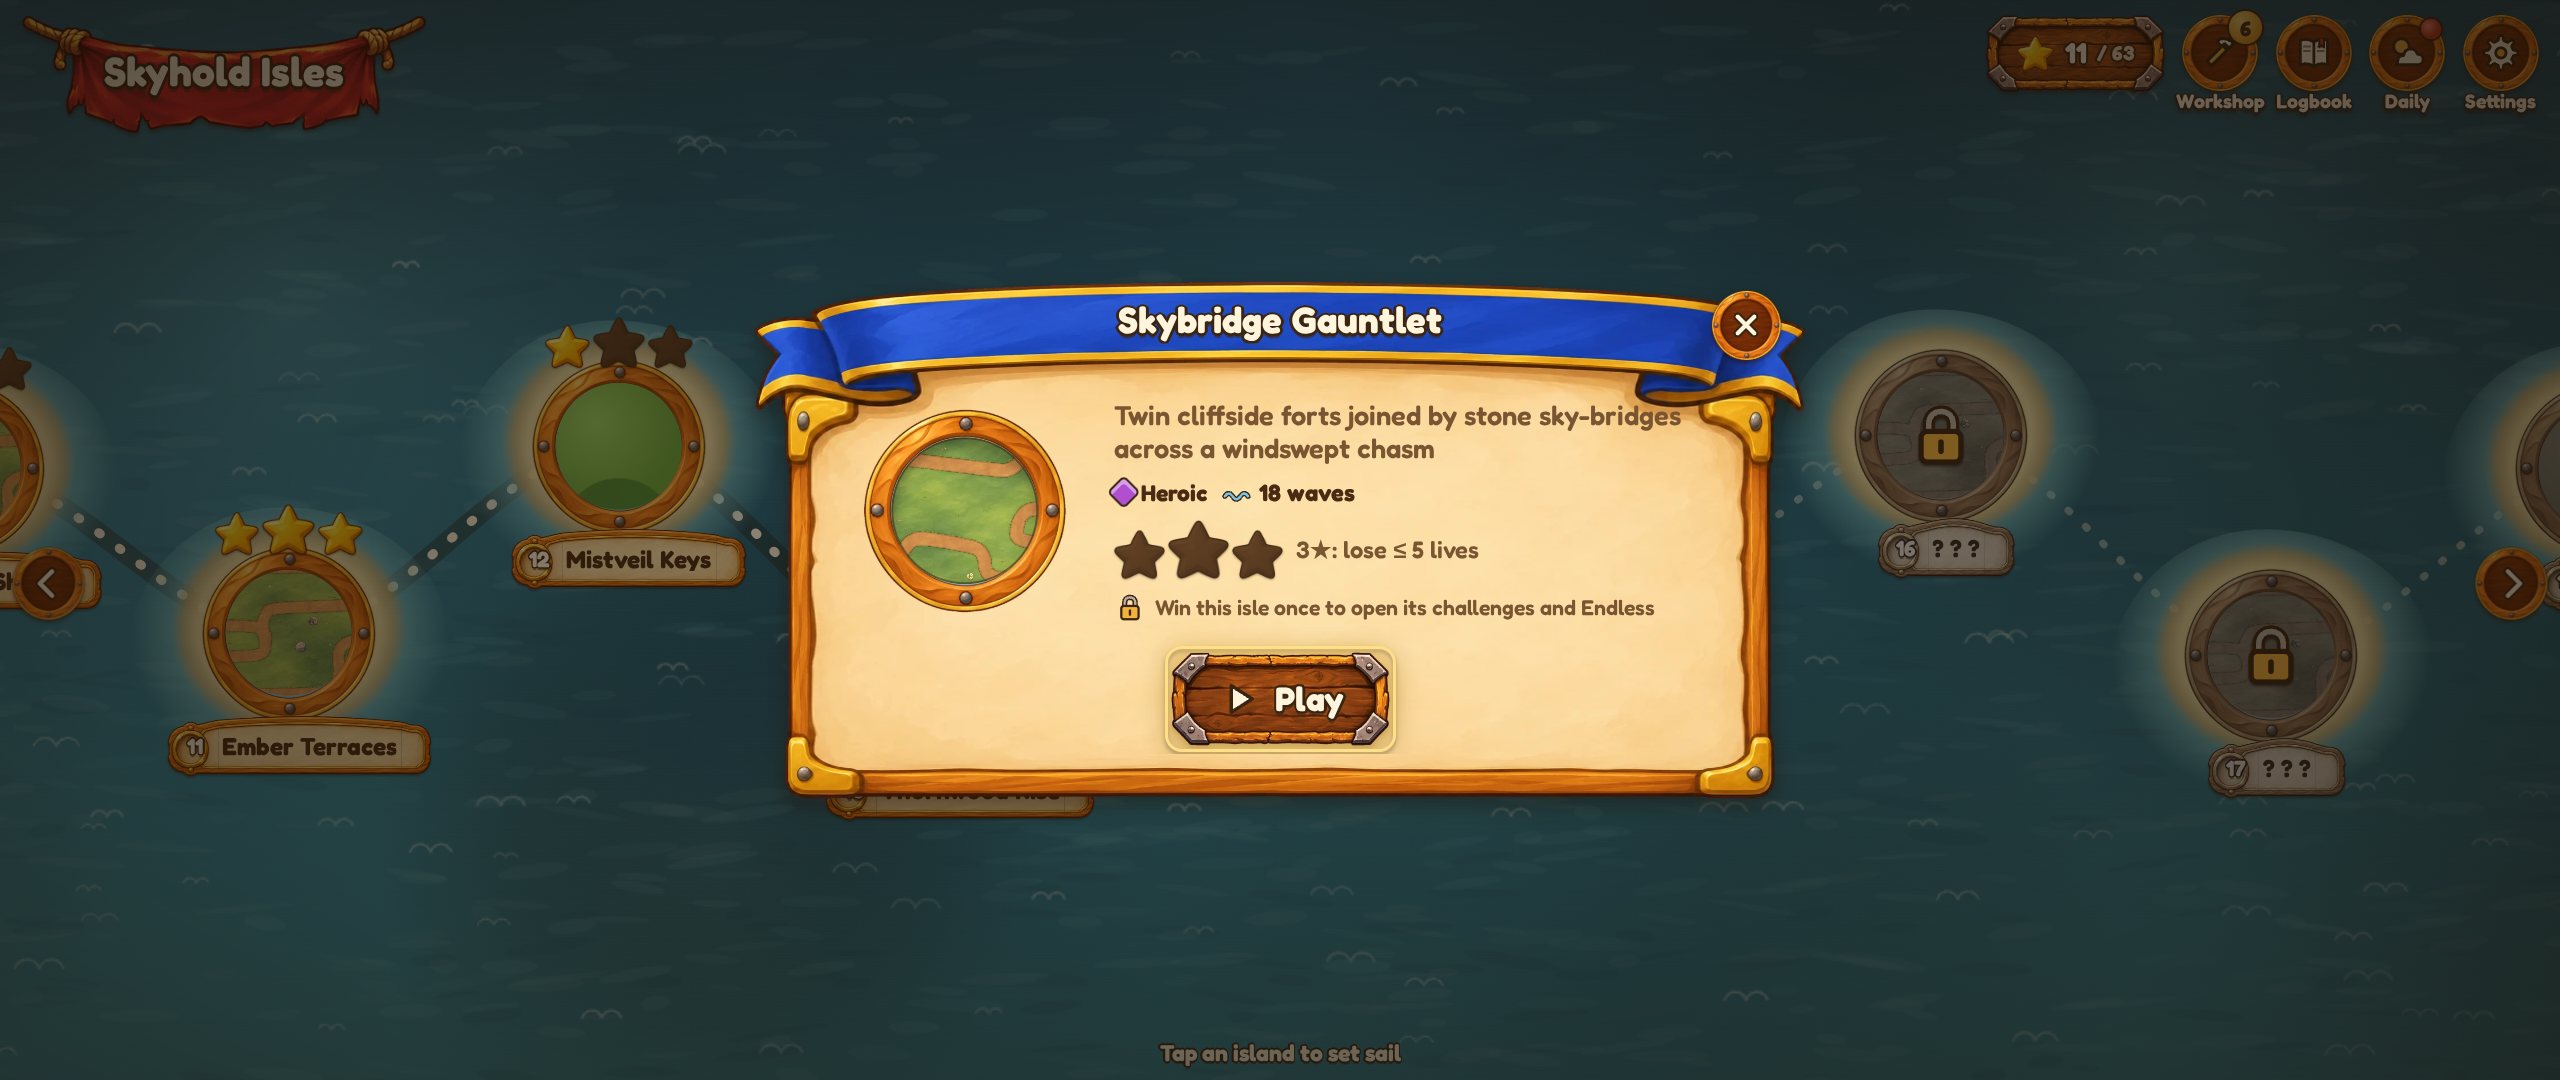 Skyhold Isles
11 / 63
6
Workshop
Logbook
Daily
Settings
Skybridge Gauntlet
Twin cliffside forts joined by stone sky-bridges
across a windswept chasm
Heroic
18 waves
3★: lose ≤ 5 lives
Win this isle once to open its challenges and Endless
Play
12 Mistveil Keys
11 Ember Terraces
16 ? ? ?
17 ? ? ?
Tap an island to set sail